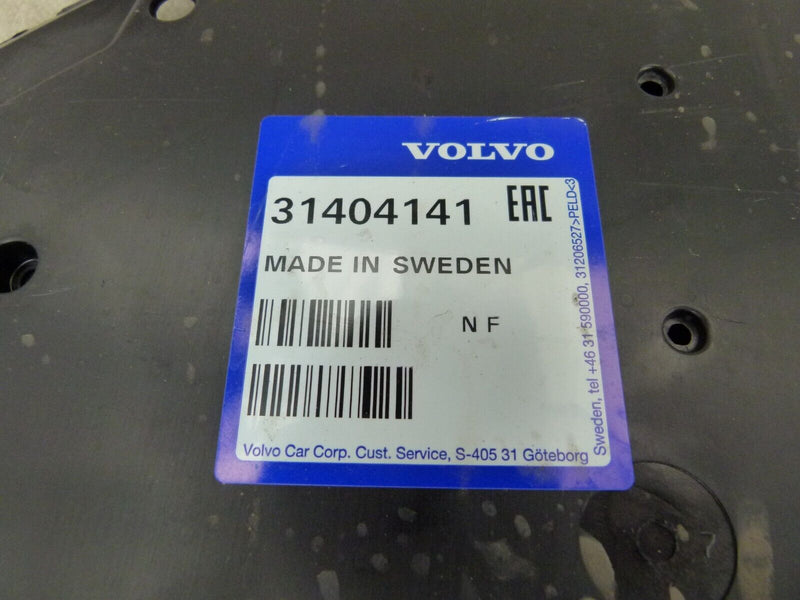 VOLVO
31404141 EAC
MADE IN SWEDEN
N F
Volvo Car Corp. Cust. Service, S-405 31 Göteborg
Sweden, tel +46 31 590000, 31206527>PELD<3